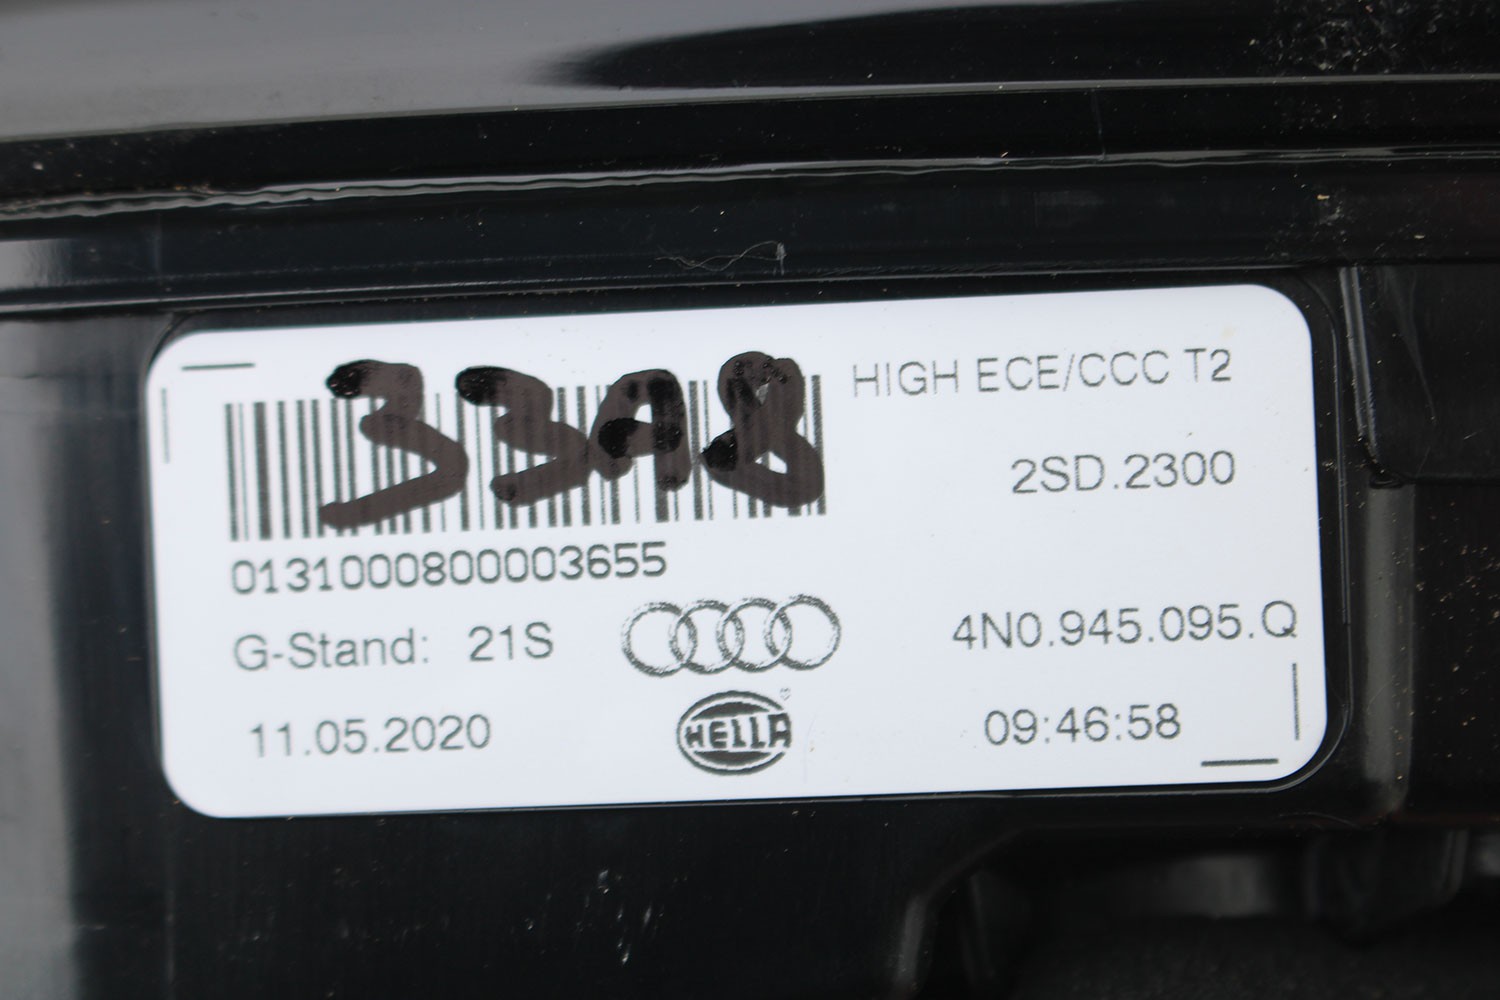 33A8
HIGH ECE/CCC T2
2SD.2300
0131000800003655
G-Stand: 21S
4N0.945.095.Q
11.05.2020
HELLA
09:46:58